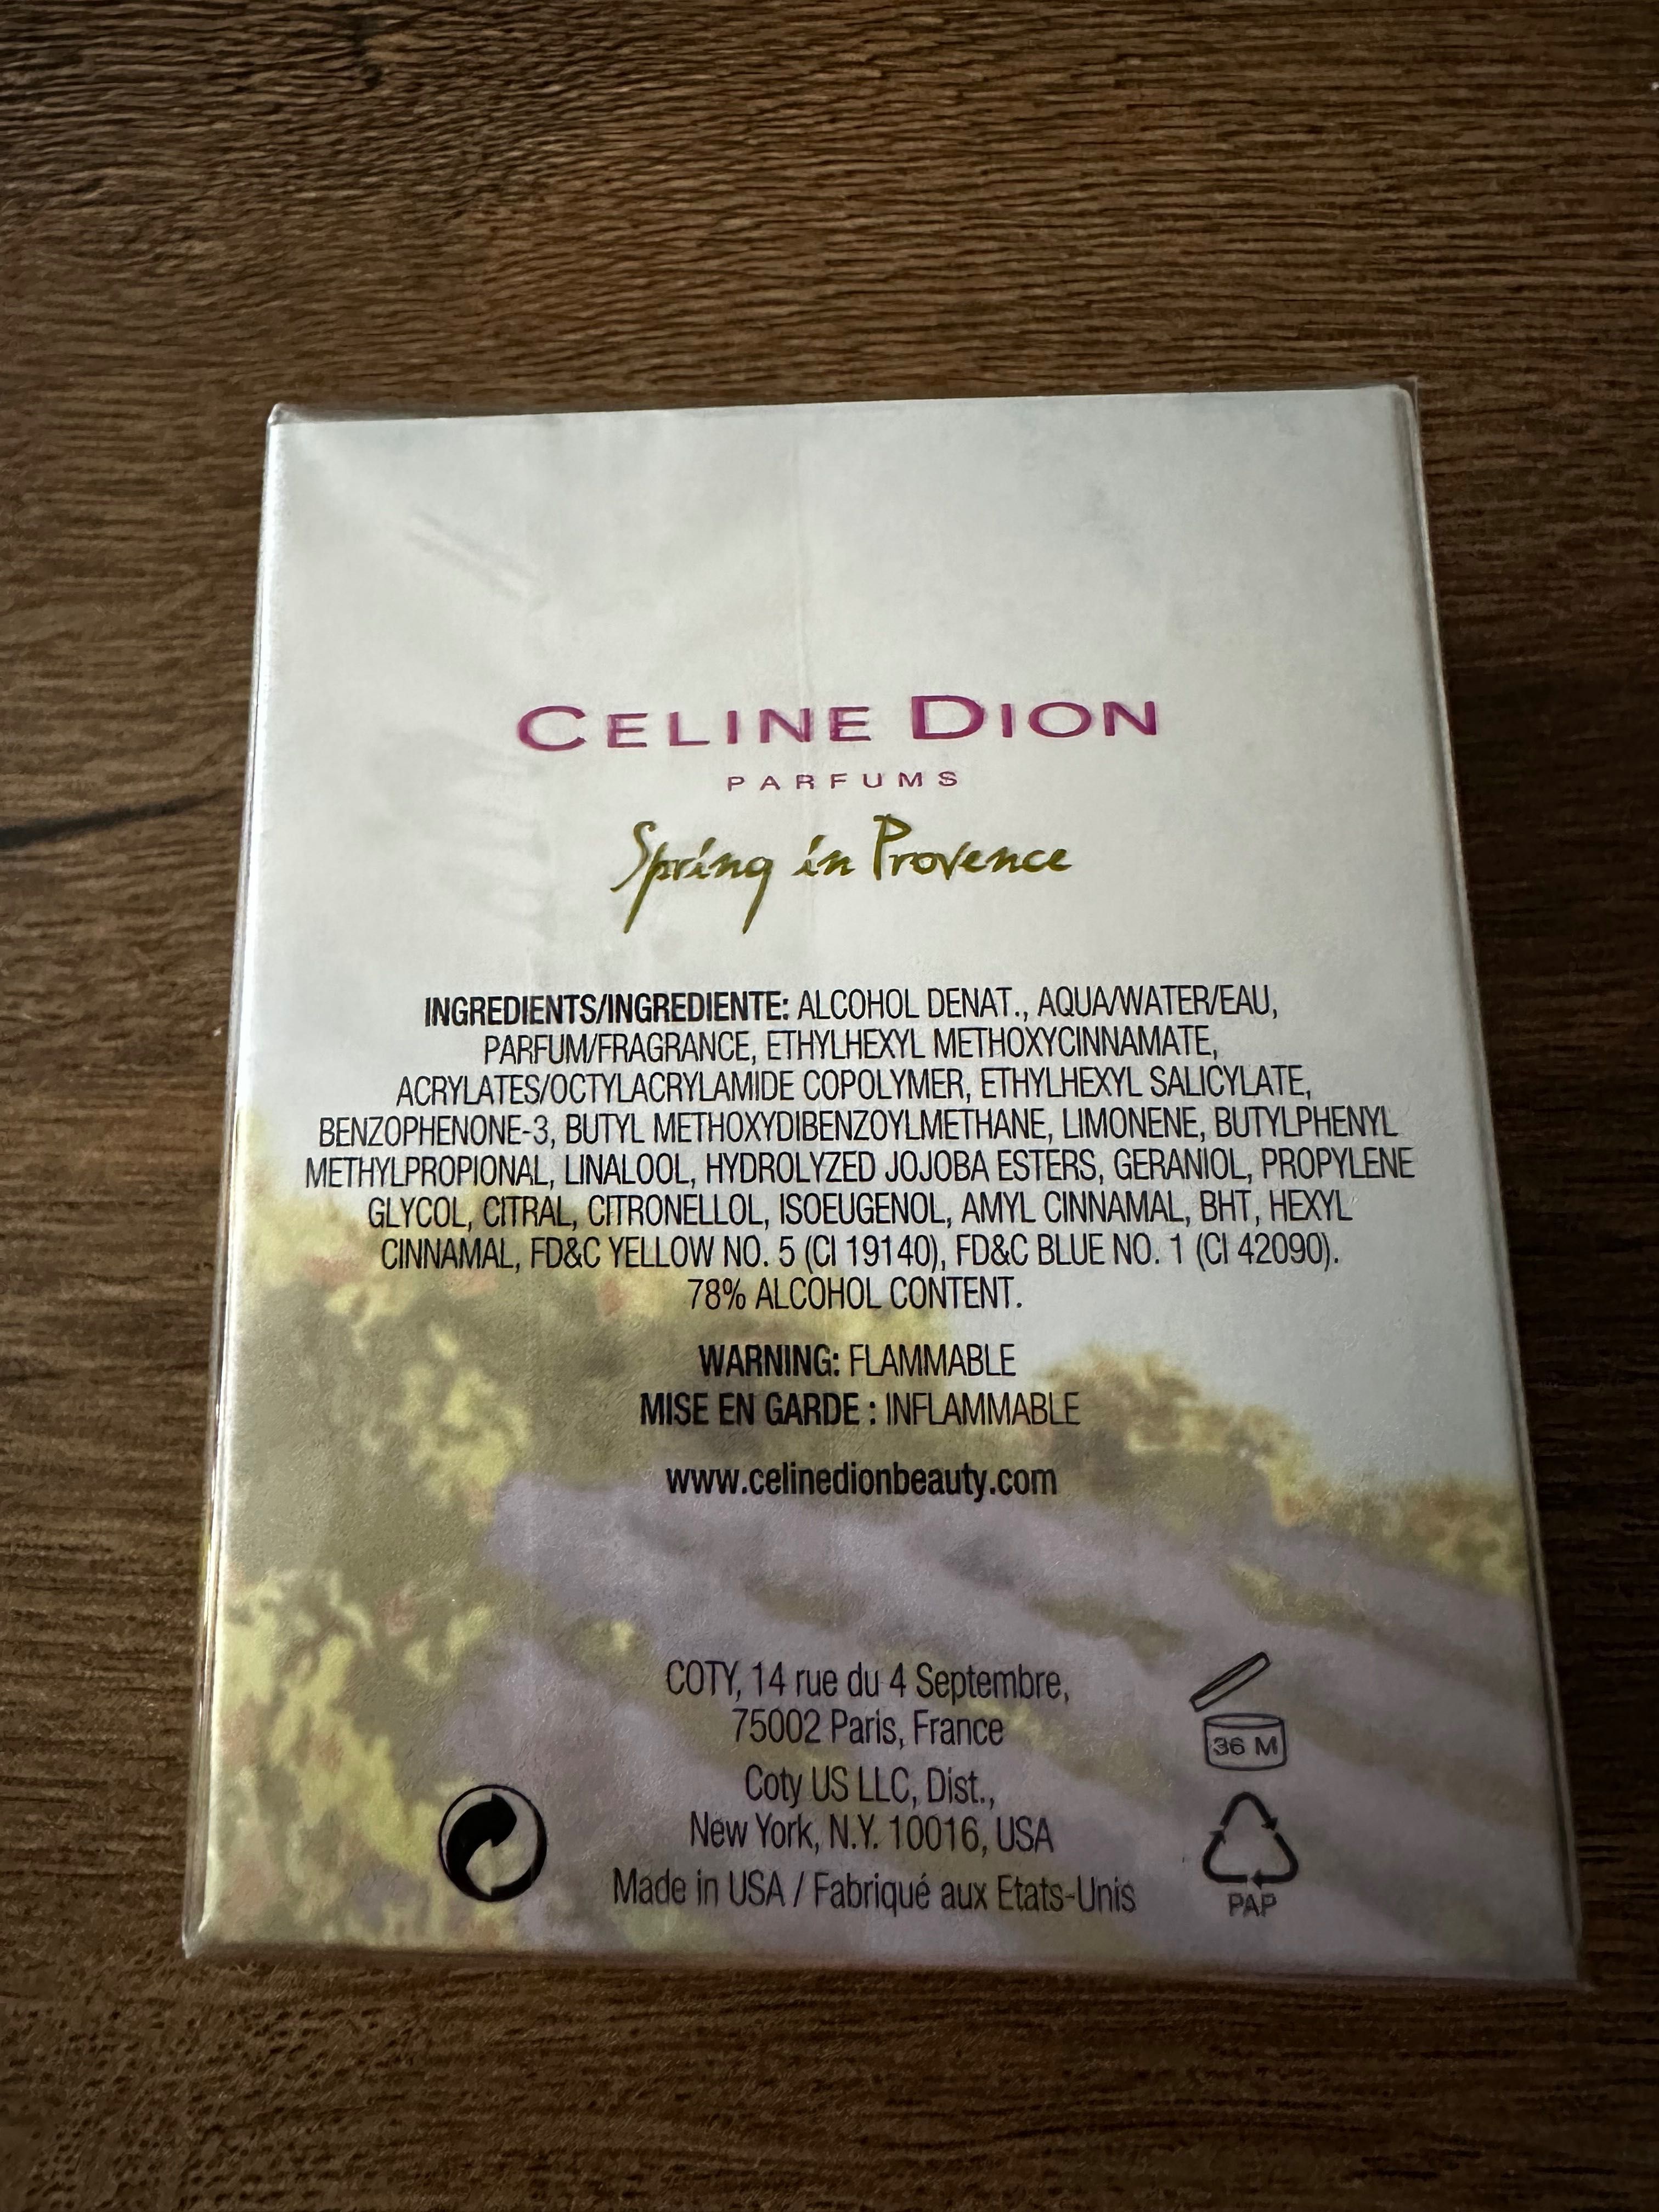 CELINE DION
PARFUMS
Spring in Provence
INGREDIENTS/INGREDIENTE: ALCOHOL DENAT., AQUA/WATER/EAU,
PARFUM/FRAGRANCE, ETHYLHEXYL METHOXYCINNAMATE,
ACRYLATES/OCTYLACRYLAMIDE COPOLYMER, ETHYLHEXYL SALICYLATE,
BENZOPHENONE-3, BUTYL METHOXYDIBENZOYLMETHANE, LIMONENE, BUTYLPHENYL
METHYLPROPIONAL, LINALOOL, HYDROLYZED JOJOBA ESTERS, GERANIOL, PROPYLENE
GLYCOL, CITRAL, CITRONELLOL, ISOEUGENOL, AMYL CINNAMAL, BHT, HEXYL
CINNAMAL, FD&C YELLOW NO. 5 (CI 19140), FD&C BLUE NO. 1 (CI 42090).
78% ALCOHOL CONTENT.
WARNING: FLAMMABLE
MISE EN GARDE : INFLAMMABLE
www.celinedionbeauty.com
COTY, 14 rue du 4 Septembre,
75002 Paris, France
Coty US LLC, Dist.,
New York, N.Y. 10016, USA
Made in USA / Fabriqué aux Etats-Unis
36 M
PAP